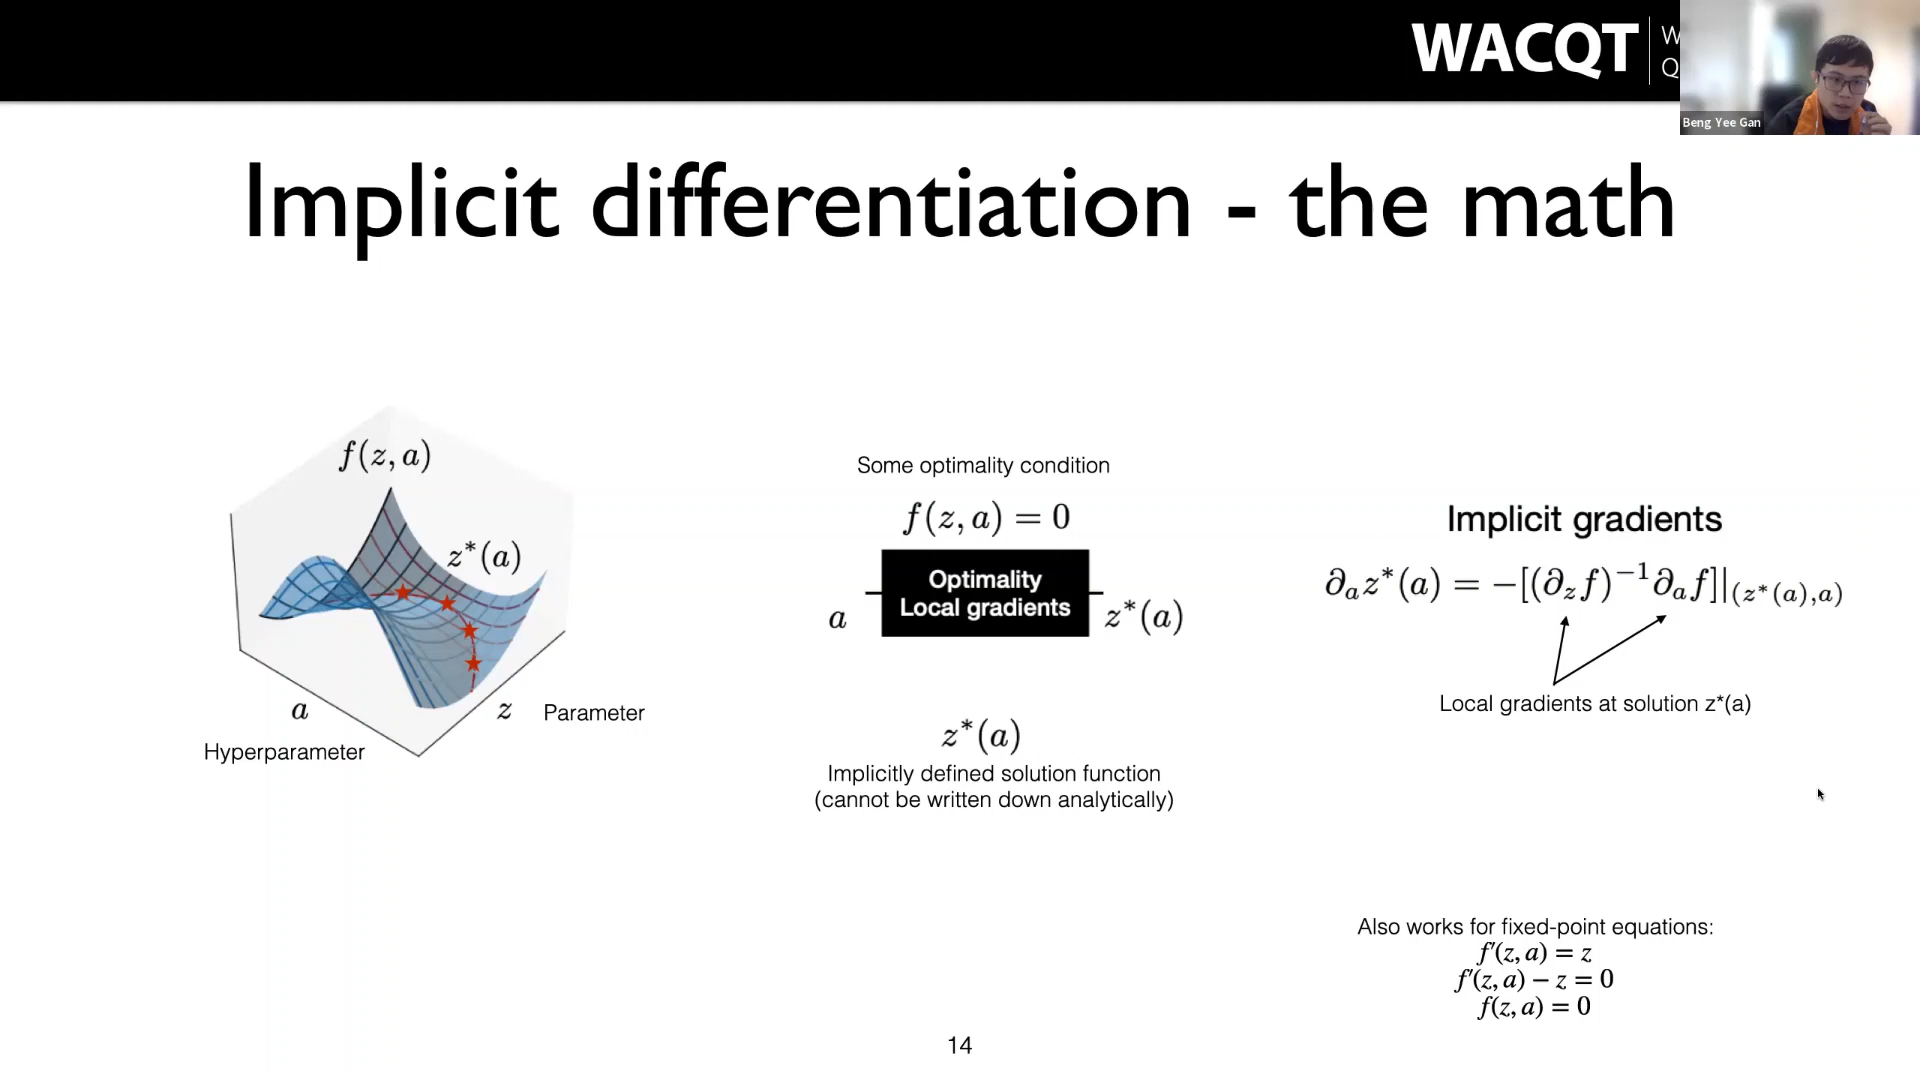 WACQT
W
Q
Beng Yee Gan
Implicit differentiation - the math
f(z, a)
z*(a)
a
z
Parameter
Hyperparameter
Some optimality condition
f(z, a) = 0
Optimality
Local gradients
a
z*(a)
z*(a)
Implicitly defined solution function
(cannot be written down analytically)
Implicit gradients
∂ₐz*(a) = −[(∂_z f)⁻¹∂ₐf]|(z*(a),a)
Local gradients at solution z*(a)
Also works for fixed-point equations:
f′(z, a) = z
f′(z, a) − z = 0
f(z, a) = 0
14